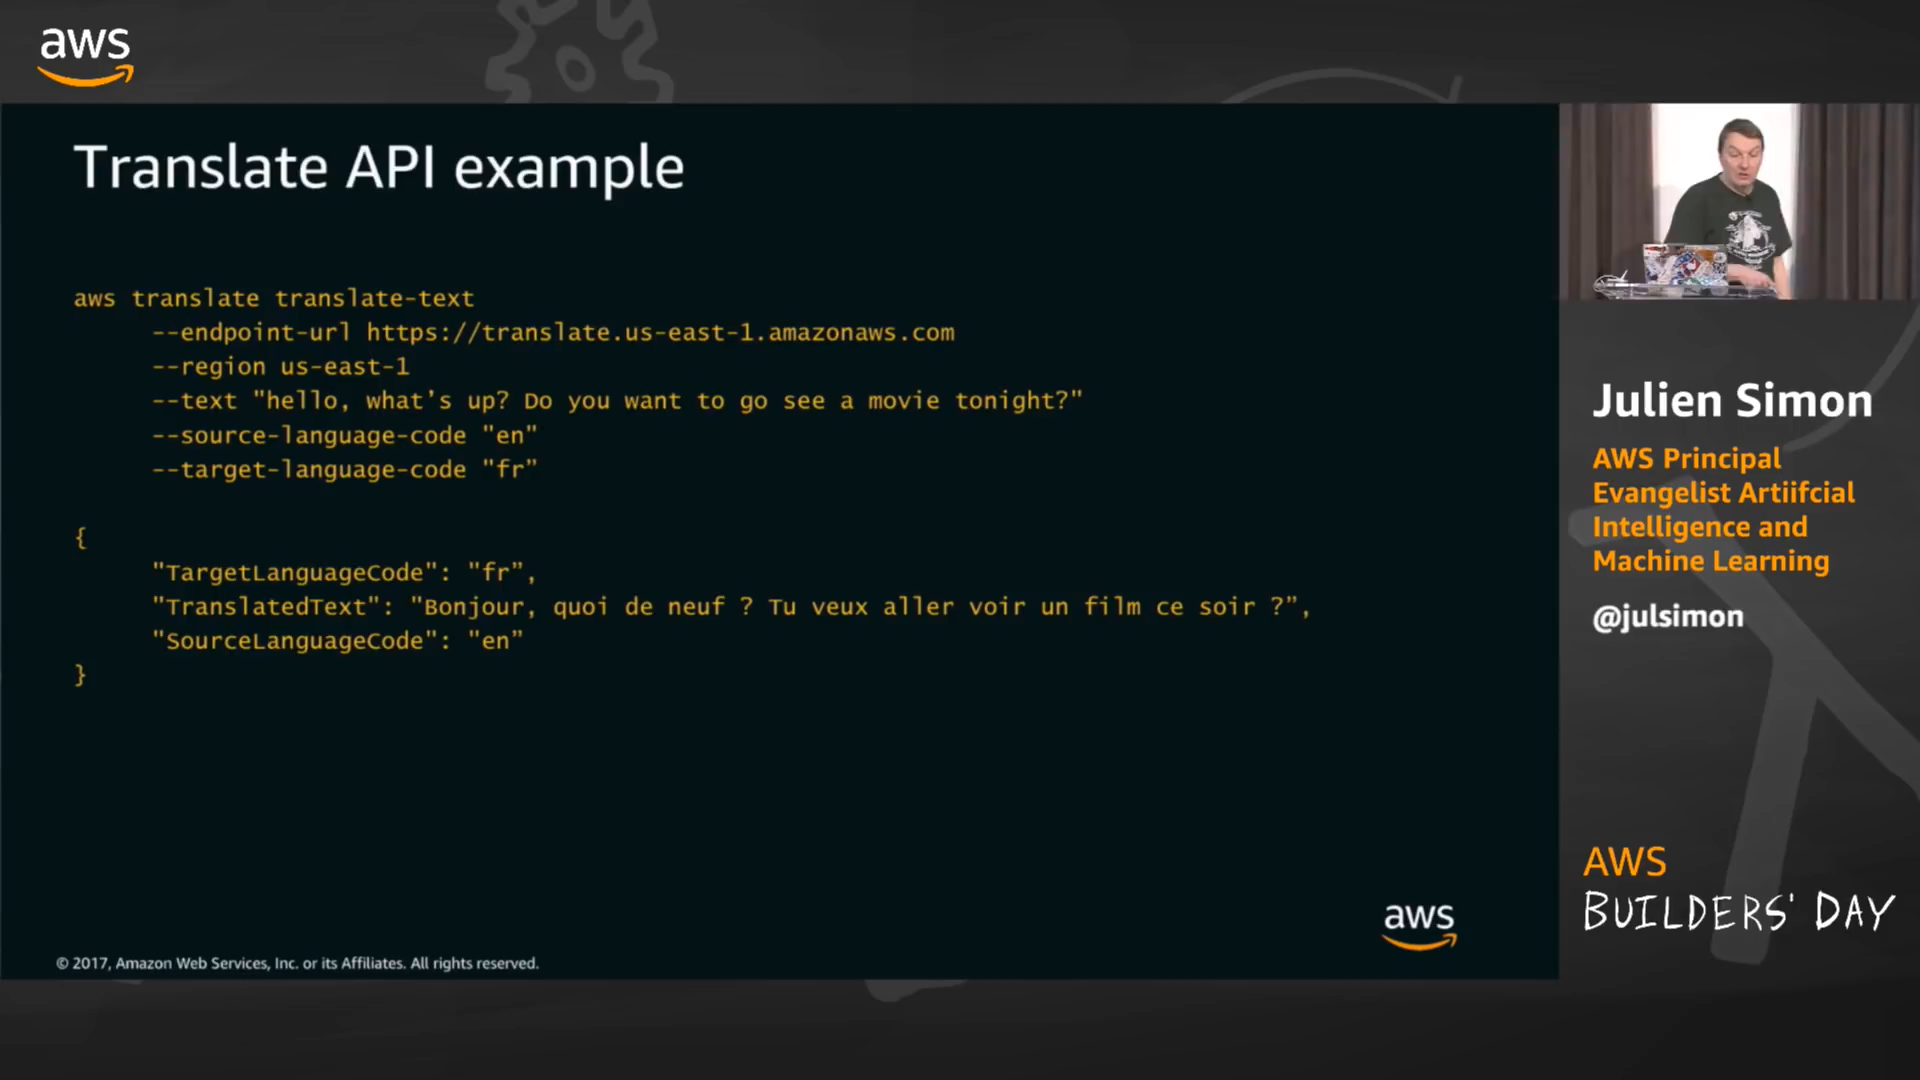 aws
Translate API example
aws translate translate-text
--endpoint-url https://translate.us-east-1.amazonaws.com
--region us-east-1
--text "hello, what’s up? Do you want to go see a movie tonight?"
--source-language-code "en"
--target-language-code "fr”
{
"TargetLanguageCode": "fr”,
"TranslatedText": "Bonjour, quoi de neuf ? Tu veux aller voir un film ce soir ?”,
"SourceLanguageCode": "en”
}
aws
© 2017, Amazon Web Services, Inc. or its Affiliates. All rights reserved.
Julien Simon
AWS Principal
Evangelist Artiifcial
Intelligence and
Machine Learning
@julsimon
AWS
BUILDERS' DAY